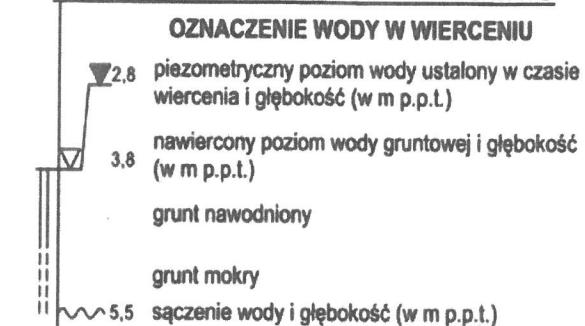 OZNACZENIE WODY W WIERCENIU
2,8 piezometryczny poziom wody ustalony w czasie
wiercenia i głębokość (w m p.p.t.)
nawiercony poziom wody gruntowej i głębokość
3,8 (w m p.p.t.)
grunt nawodniony
grunt mokry
5,5 sączenie wody i głębokość (w m p.p.t.)